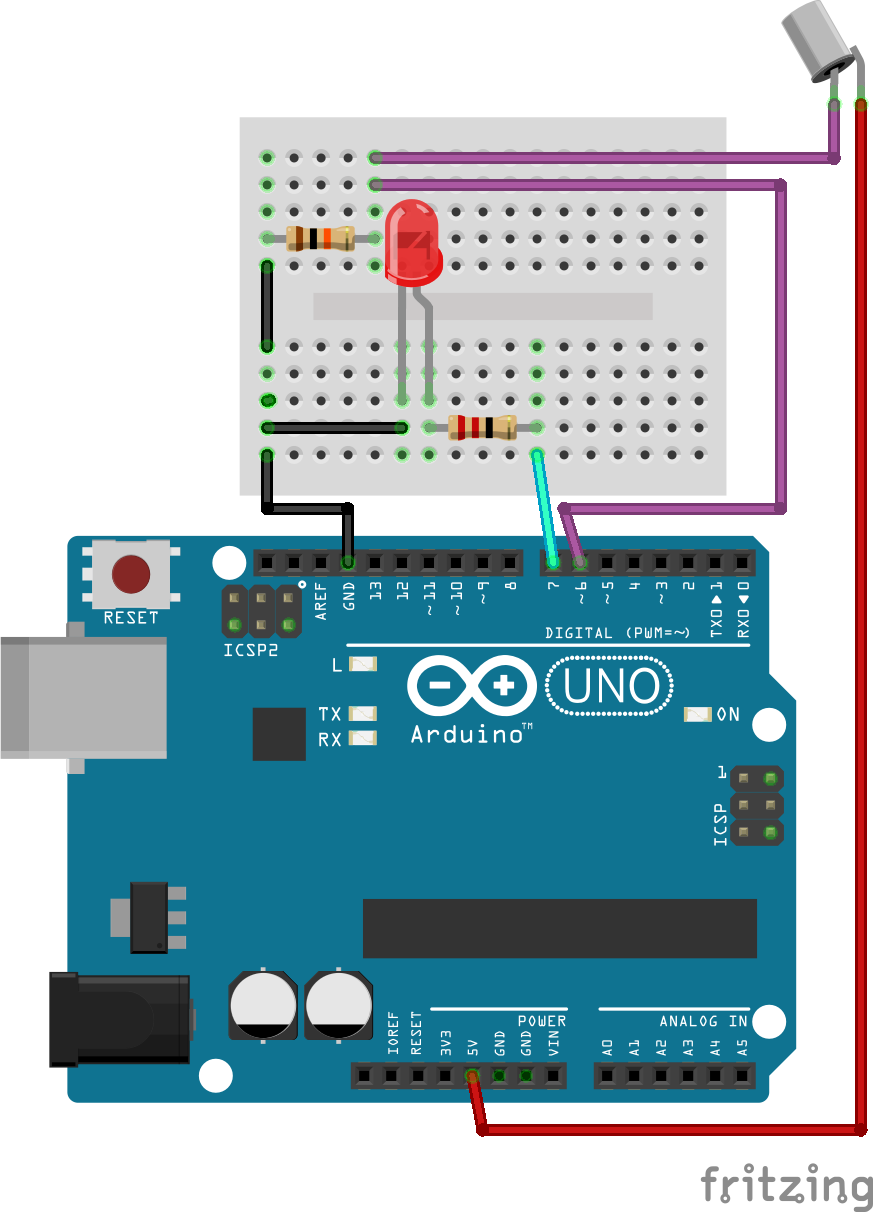 RESET
ICSP2
AREF
GND
13
12
~11
~10
~9
8
7
~6
~5
4
~3
2
TX0▶1
RX0◀0
DIGITAL (PWM=~)
L
TX
RX
UNO
Arduino™
ON
1
ICSP
IOREF
RESET
3V3
5V
GND
GND
VIN
POWER
A0
A1
A2
A3
A4
A5
ANALOG IN
fritzing